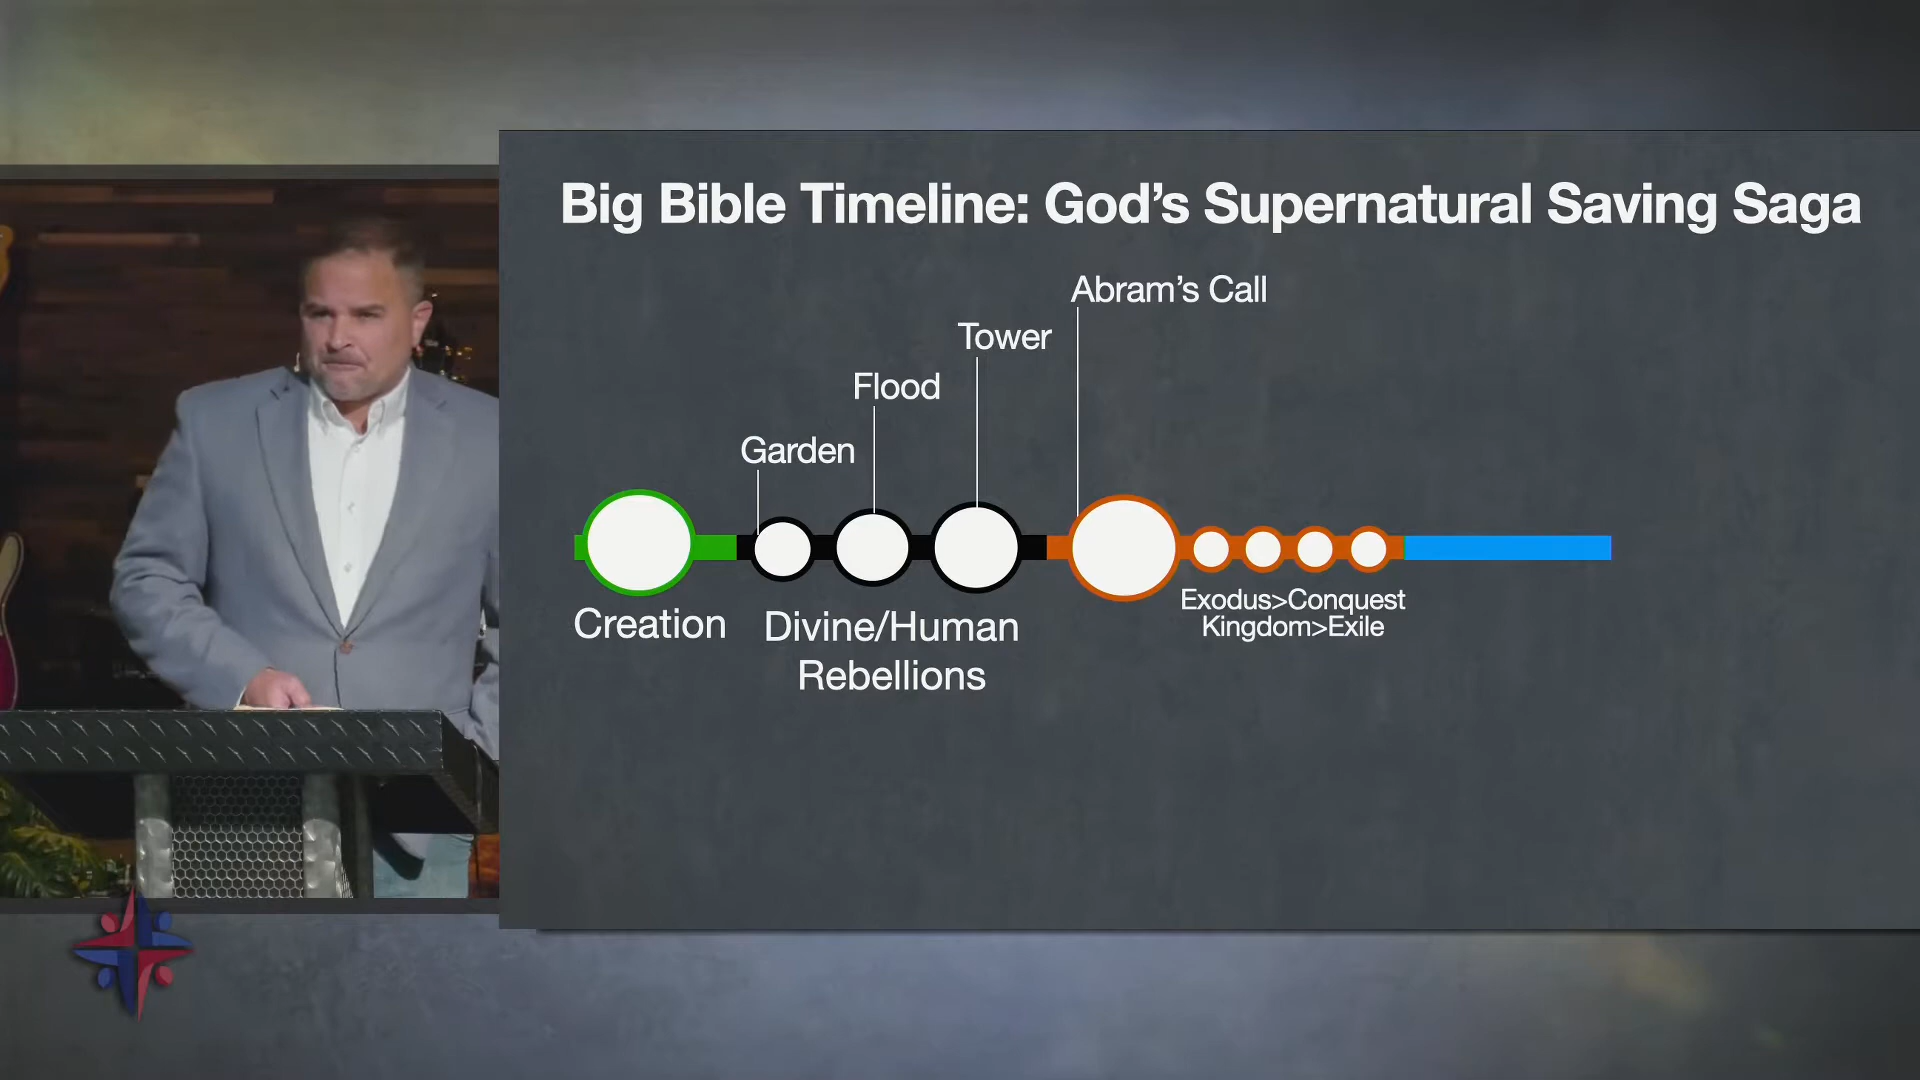 Big Bible Timeline: God's Supernatural Saving Saga
Abram's Call
Tower
Flood
Garden
Creation
Divine/Human
Rebellions
Exodus>Conquest
Kingdom>Exile